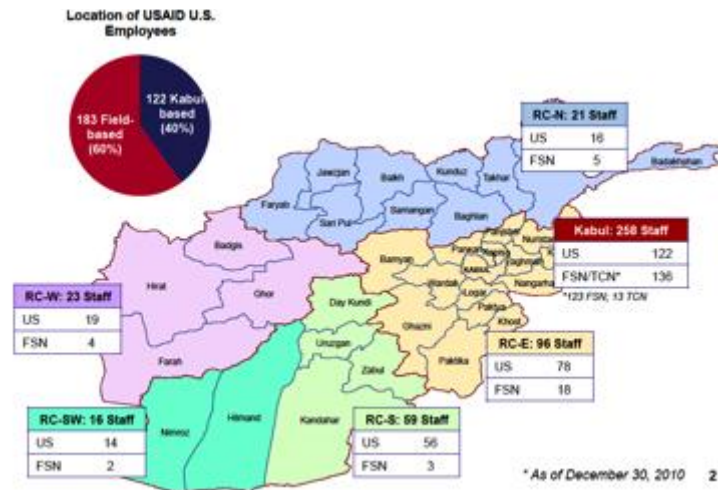 Location of USAID U.S.
Employees
183 Field-
based
(60%)
122 Kabul
based
(40%)
RC-N: 21 Staff
US 16
FSN 5
Badakhshan
Jawzjan
Balkh
Kunduz
Takhar
Faryab
Sari Pul
Samangan
Baghlan
Kabul: 258 Staff
US 122
FSN/TCN* 136
*123 FSN; 13 TCN
Badgis
Hirat
Ghor
Farah
RC-W: 23 Staff
US 19
FSN 4
Bamyan
Wardak
Logar
Nangarha
Paktya
Khost
Ghazni
Paktika
Day Kundi
Uruzgan
Zabul
RC-E: 96 Staff
US 78
FSN 18
Nimroz
Hilmand
Kandahar
RC-SW: 16 Staff
US 14
FSN 2
RC-S: 59 Staff
US 56
FSN 3
* As of December 30, 2010 2